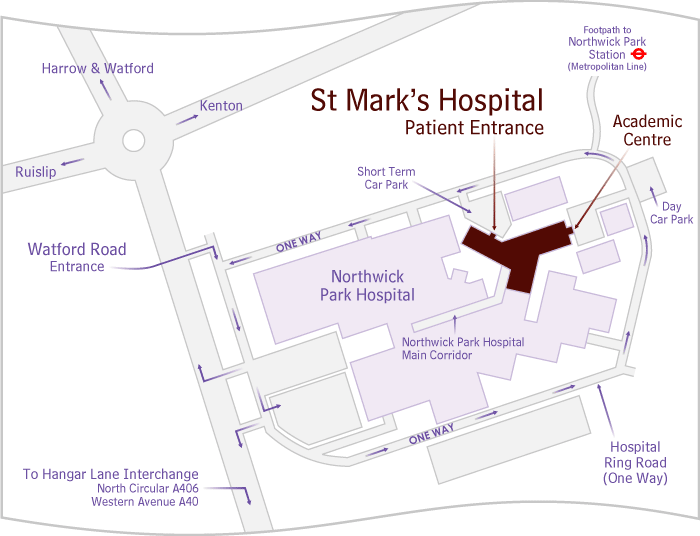 Footpath to
Northwick Park
Station
(Metropolitan Line)
Harrow & Watford
Kenton
St Mark's Hospital
Patient Entrance
Academic
Centre
Ruislip
Short Term
Car Park
Day
Car Park
ONE WAY
Watford Road
Entrance
Northwick
Park Hospital
Northwick Park Hospital
Main Corridor
ONE WAY
Hospital
Ring Road
(One Way)
To Hangar Lane Interchange
North Circular A406
Western Avenue A40